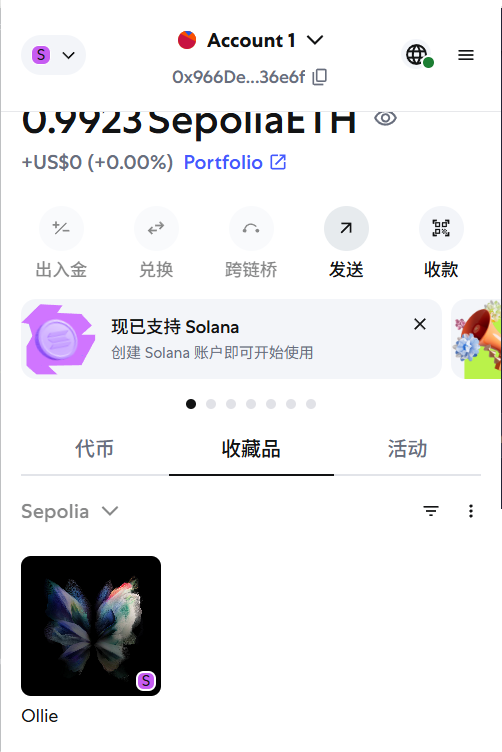 S
Account 1
0x966De...36e6f
0.9923 SepoliaETH
+US$0 (+0.00%) Portfolio
出入金
兑换
跨链桥
发送
收款
现已支持 Solana
创建 Solana 账户即可开始使用
代币
收藏品
活动
Sepolia
S
Ollie